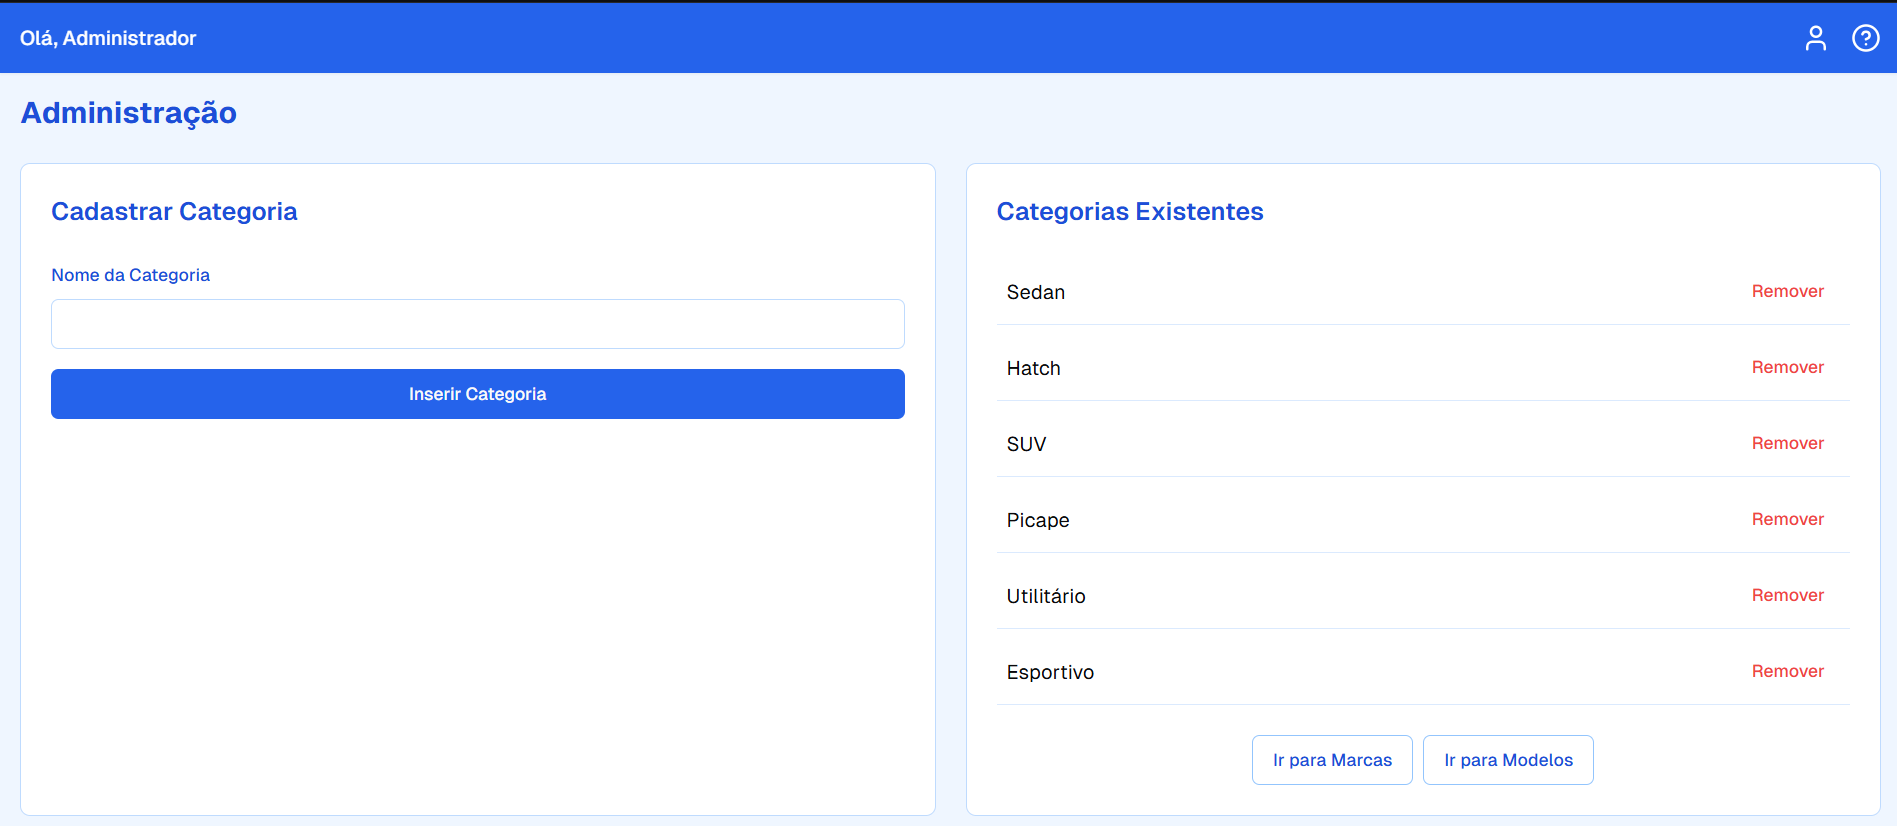 Olá, Administrador
Administração
Cadastrar Categoria
Nome da Categoria
Inserir Categoria
Categorias Existentes
Sedan Remover
Hatch Remover
SUV Remover
Picape Remover
Utilitário Remover
Esportivo Remover
Ir para Marcas Ir para Modelos